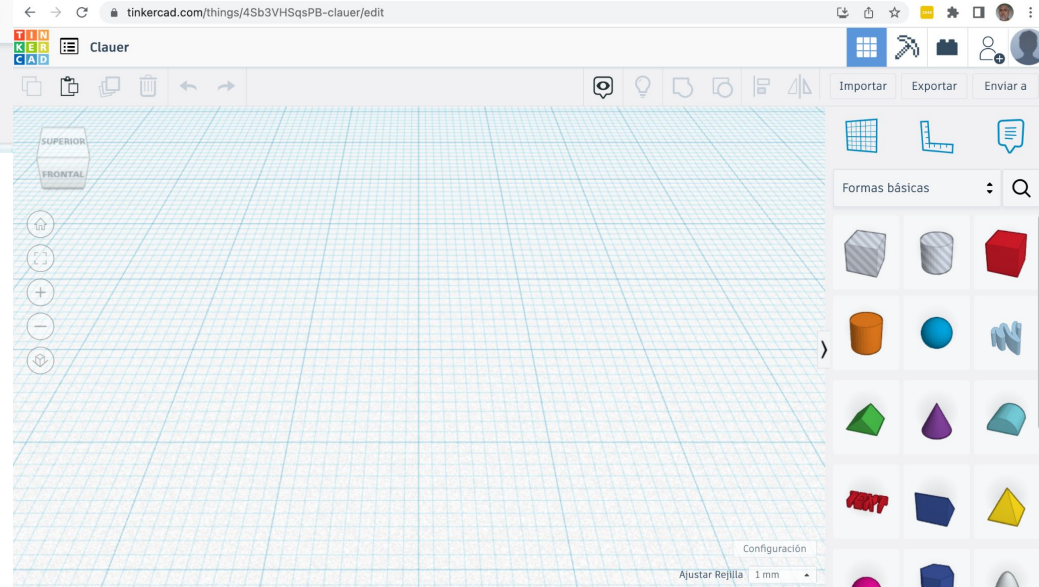 tinkercad.com/things/4Sb3VHSqsPB-clauer/edit
TIN
KER
CAD
Clauer
Importar
Exportar
Enviar a
SUPERIOR
FRONTAL
Formas básicas
TEXT
Configuración
Ajustar Rejilla
1 mm